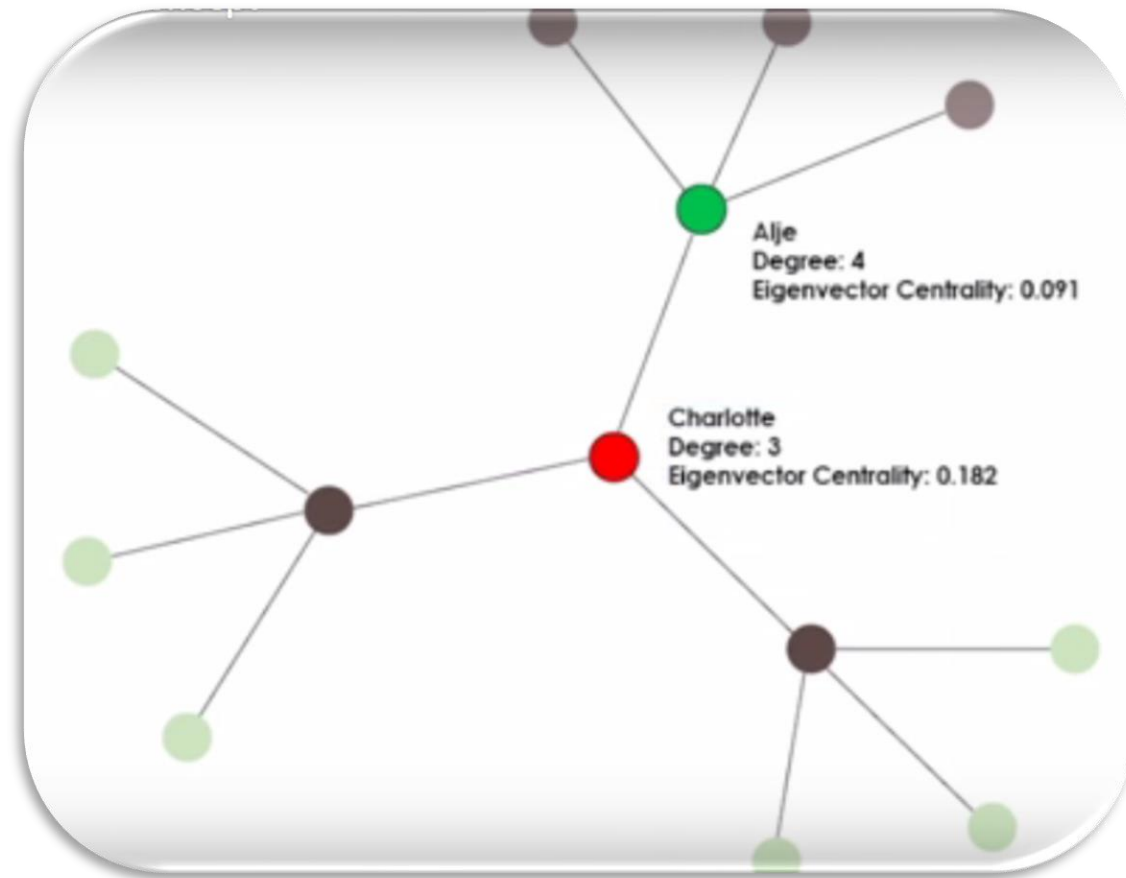 Alje
Degree: 4
Eigenvector Centrality: 0.091
Charlotte
Degree: 3
Eigenvector Centrality: 0.182